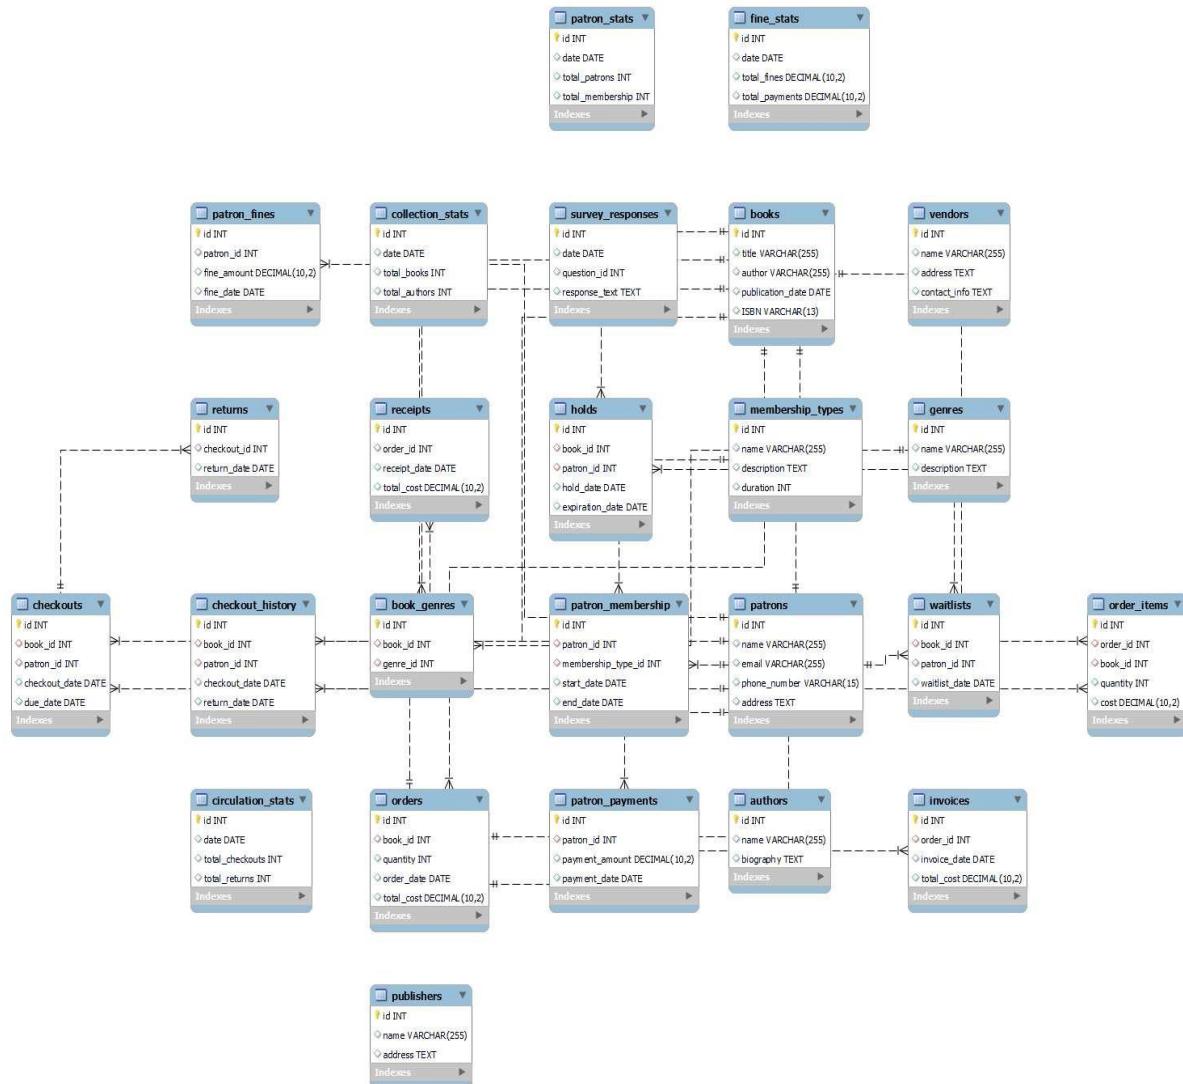 patron_stats
id INT
date DATE
total_patrons INT
total_membership INT
Indexes
fine_stats
id INT
date DATE
total_fines DECIMAL(10,2)
total_payments DECIMAL(10,2)
Indexes
patron_fines
id INT
patron_id INT
fine_amount DECIMAL(10,2)
fine_date DATE
Indexes
collection_stats
id INT
date DATE
total_books INT
total_authors INT
Indexes
survey_responses
id INT
date DATE
question_id INT
response_text TEXT
Indexes
books
id INT
title VARCHAR(255)
author VARCHAR(255)
publication_date DATE
ISBN VARCHAR(13)
Indexes
vendors
id INT
name VARCHAR(255)
address TEXT
contact_info TEXT
Indexes
returns
id INT
checkout_id INT
return_date DATE
Indexes
receipts
id INT
order_id INT
receipt_date DATE
total_cost DECIMAL(10,2)
Indexes
holds
id INT
book_id INT
patron_id INT
hold_date DATE
expiration_date DATE
Indexes
membership_types
id INT
name VARCHAR(255)
description TEXT
duration INT
Indexes
genres
id INT
name VARCHAR(255)
description TEXT
Indexes
checkouts
id INT
book_id INT
patron_id INT
checkout_date DATE
due_date DATE
Indexes
checkout_history
id INT
book_id INT
patron_id INT
checkout_date DATE
return_date DATE
Indexes
book_genres
id INT
book_id INT
genre_id INT
Indexes
patron_membership
id INT
patron_id INT
membership_type_id INT
start_date DATE
end_date DATE
Indexes
patrons
id INT
name VARCHAR(255)
email VARCHAR(255)
phone_number VARCHAR(15)
address TEXT
Indexes
waitlists
id INT
book_id INT
patron_id INT
waitlist_date DATE
Indexes
order_items
id INT
order_id INT
book_id INT
quantity INT
cost DECIMAL(10,2)
Indexes
circulation_stats
id INT
date DATE
total_checkouts INT
total_returns INT
Indexes
orders
id INT
book_id INT
quantity INT
order_date DATE
total_cost DECIMAL(10,2)
Indexes
patron_payments
id INT
patron_id INT
payment_amount DECIMAL(10,2)
payment_date DATE
Indexes
authors
id INT
name VARCHAR(255)
biography TEXT
Indexes
invoices
id INT
order_id INT
invoice_date DATE
total_cost DECIMAL(10,2)
Indexes
publishers
id INT
name VARCHAR(255)
address TEXT
Indexes